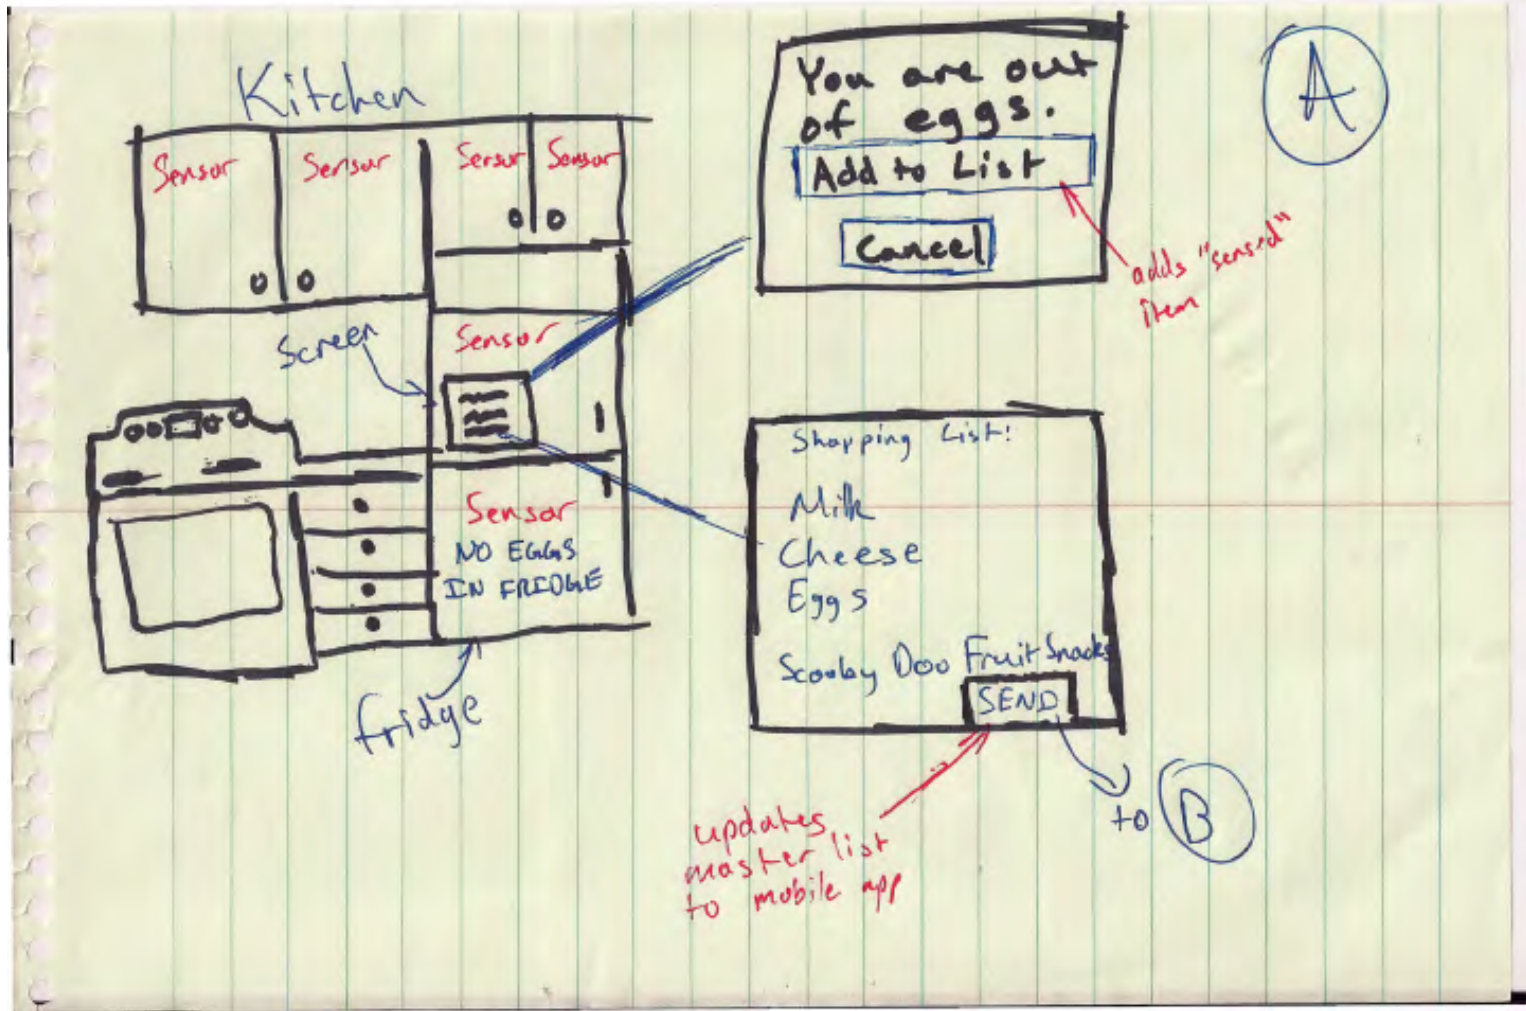 Kitchen
Sensor
Sensor
Sensor
Sensor
Screen
Sensor
Sensor
NO EGGS
IN FRIDGE
fridge
You are out
of eggs.
Add to List
Cancel
adds "sensed"
item
A
Shopping List:
Milk
Cheese
Eggs
Scooby Doo Fruit Snacks
SEND
updates
master list
to mobile app
to B